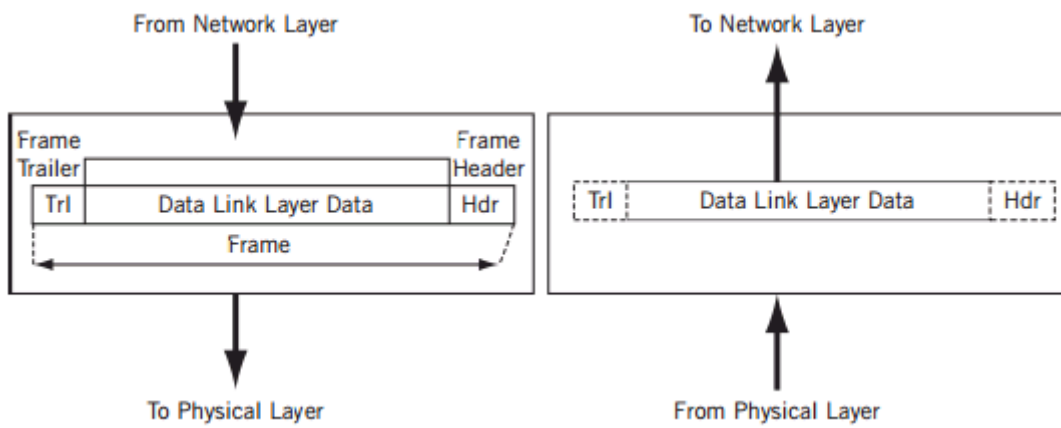 From Network Layer
To Network Layer
Frame
Trailer
Frame
Header
Trl
Data Link Layer Data
Hdr
Frame
Trl
Data Link Layer Data
Hdr
To Physical Layer
From Physical Layer